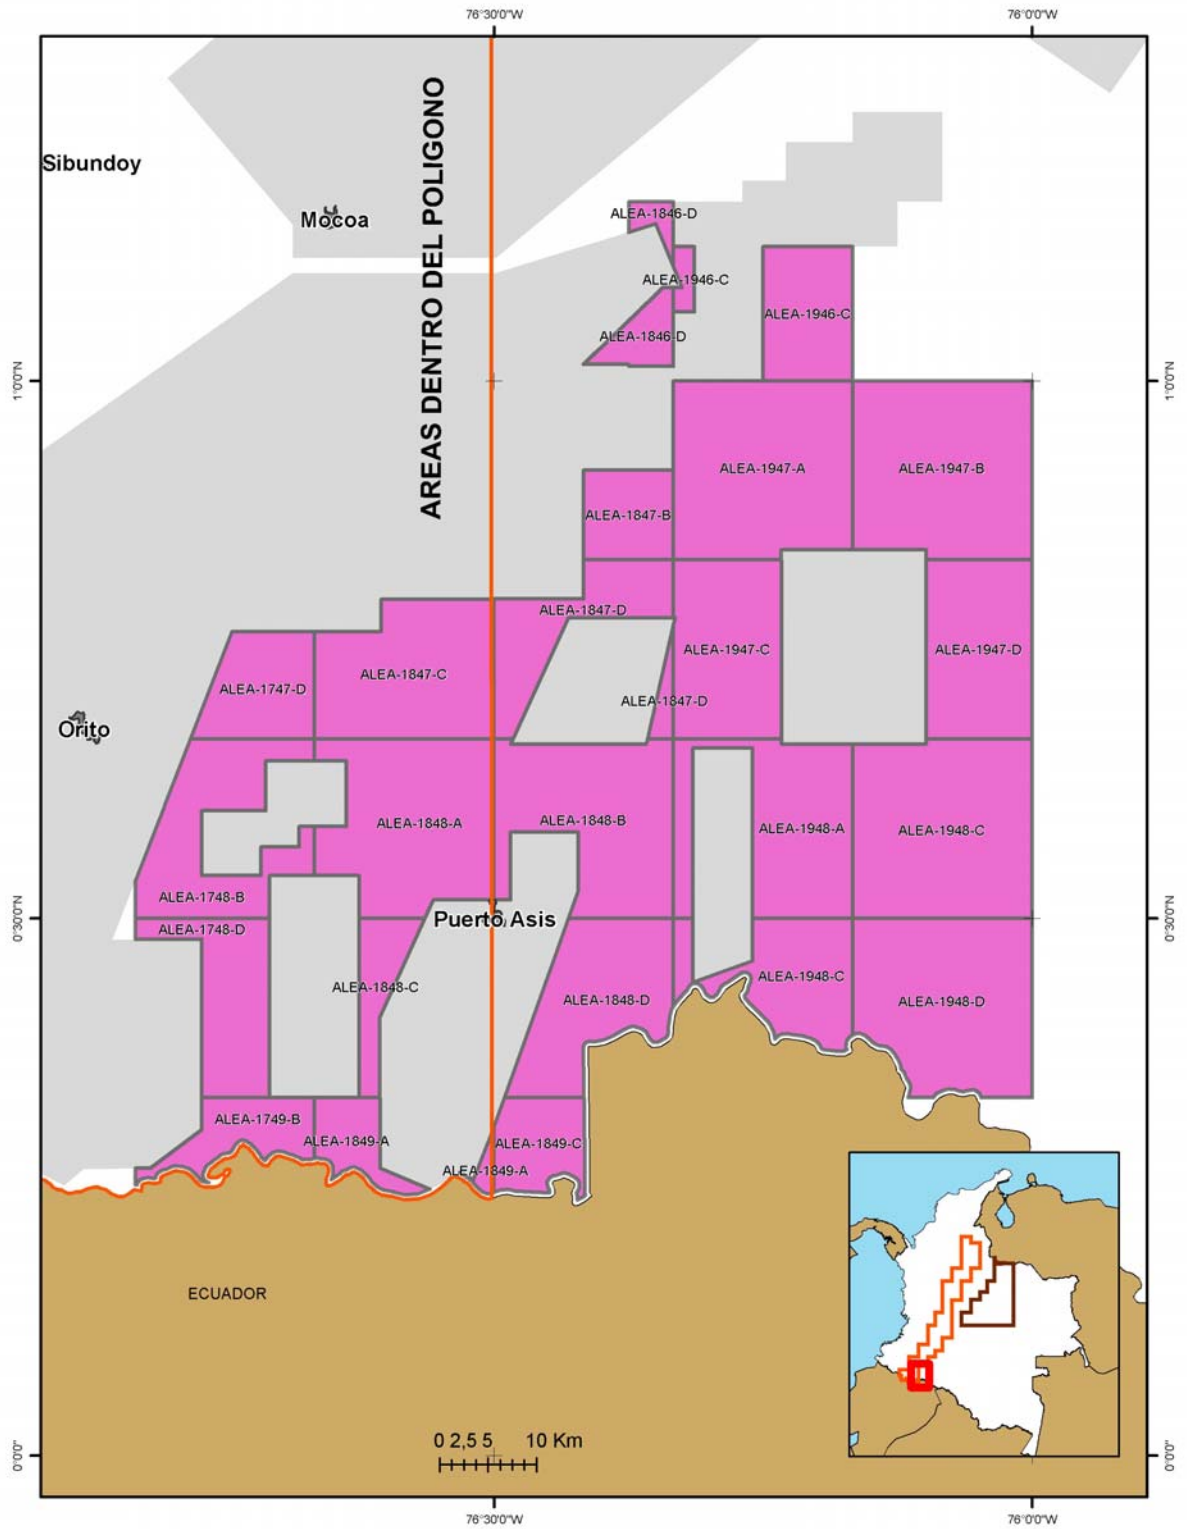 76°30'0"W
76°0'0"W
Sibundoy
Mocoa
AREAS DENTRO DEL POLIGONO
ALEA-1846-D
ALEA-1946-C
ALEA-1946-C
ALEA-1846-D
1°0'0"N
1°0'0"N
ALEA-1947-A
ALEA-1947-B
ALEA-1847-B
ALEA-1847-D
ALEA-1947-C
ALEA-1947-D
ALEA-1847-C
ALEA-1747-D
ALEA-1847-D
Orito
ALEA-1848-A
ALEA-1848-B
ALEA-1948-A
ALEA-1948-C
ALEA-1748-B
0°30'0"N
Puerto Asis
0°30'0"N
ALEA-1748-D
ALEA-1948-C
ALEA-1848-C
ALEA-1848-D
ALEA-1948-D
ALEA-1749-B
ALEA-1849-A
ALEA-1849-C
ALEA-1849-A
ECUADOR
0 2,5 5 10 Km
0°0'0"
0°0'0"
76°30'0"W
76°0'0"W